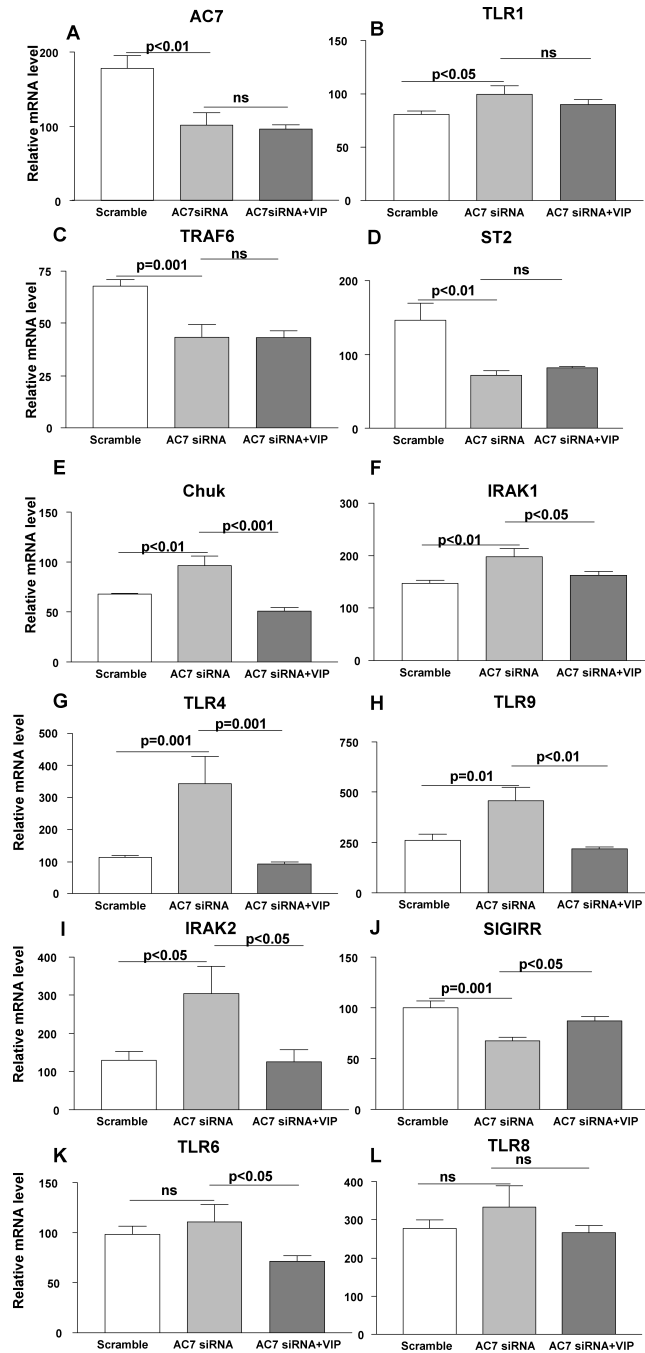 AC7
A
Relative mRNA level
p<0.01
ns
200
100
0
Scramble
AC7siRNA
AC7siRNA+VIP
TLR1
B
p<0.05
ns
150
100
50
0
Scramble
AC7 siRNA
AC7 siRNA+VIP
TRAF6
C
Relative mRNA level
p=0.001
ns
75
50
25
0
Scramble
AC7 siRNA
AC7 siRNA+VIP
ST2
D
p<0.01
ns
200
100
0
Scramble
AC7 siRNA
AC7 siRNA+VIP
E
Chuk
Relative mRNA level
p<0.01
p<0.001
150
100
50
0
Scramble
AC7 siRNA
AC7 siRNA+VIP
F
IRAK1
p<0.01
p<0.05
300
200
100
0
Scramble
AC7 siRNA
AC7 siRNA+VIP
G
TLR4
Relative mRNA level
p=0.001
p=0.001
500
400
300
200
100
0
Scramble
AC7 siRNA
AC7 siRNA+VIP
H
TLR9
p=0.01
p<0.01
750
500
250
0
Scramble
AC7 siRNA
AC7 siRNA+VIP
I
IRAK2
Relative mRNA level
p<0.05
p<0.05
400
300
200
100
0
Scramble
AC7 siRNA
AC7 siRNA+VIP
J
SIGIRR
p=0.001
p<0.05
150
100
50
0
Scramble
AC7 siRNA
AC7 siRNA+VIP
K
TLR6
Relative mRNA level
ns
p<0.05
150
100
50
0
Scramble
AC7 siRNA
AC7 siRNA+VIP
L
TLR8
ns
ns
400
300
200
100
0
Scramble
AC7 siRNA
AC7 siRNA+VIP